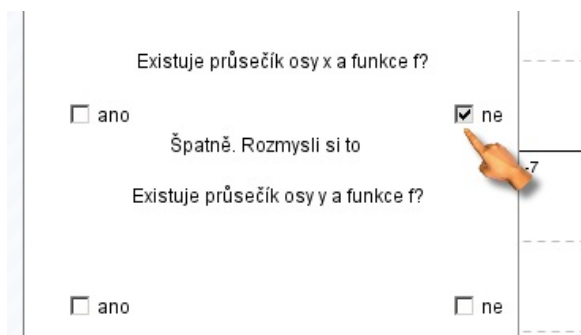 Existuje průsečík osy x a funkce f?
ano ne
Špatně. Rozmysli si to
-7
Existuje průsečík osy y a funkce f?
ano ne